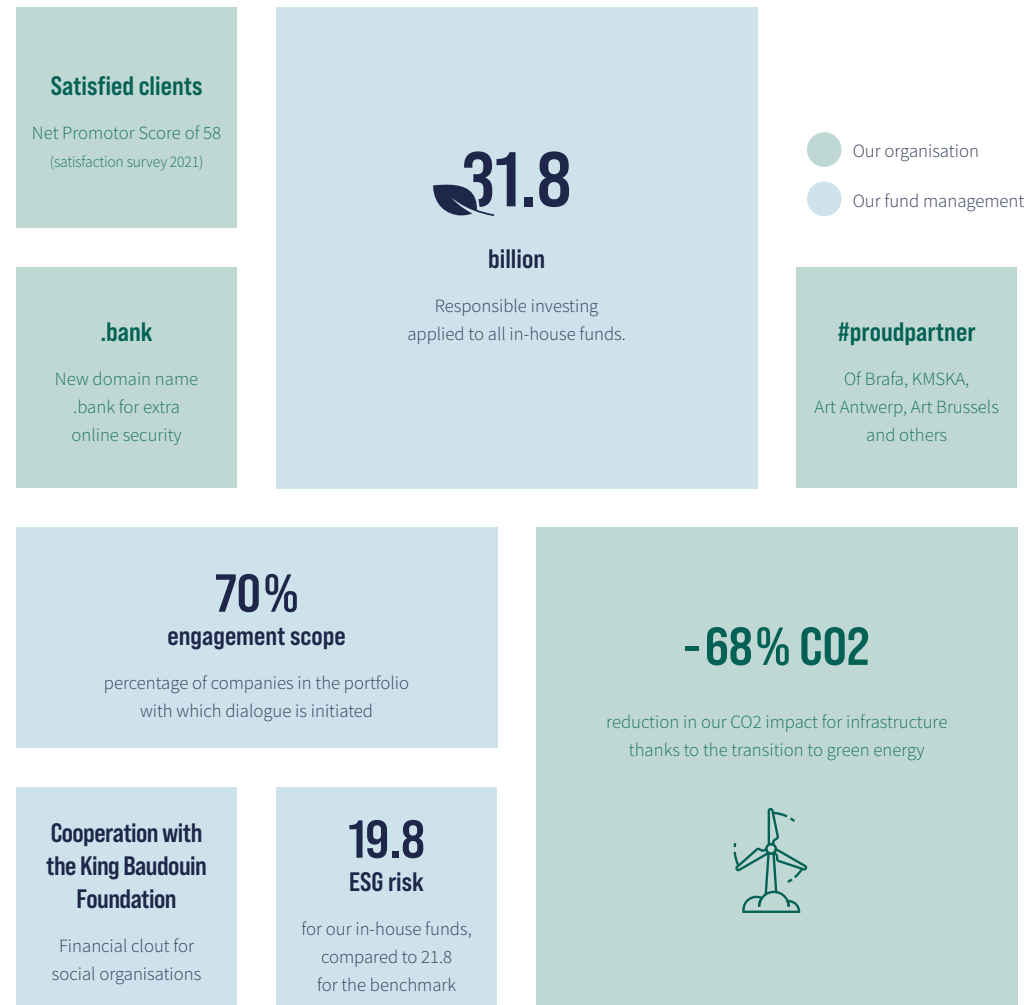 Satisfied clients
Net Promotor Score of 58
(satisfaction survey 2021)
31.8
billion
Responsible investing
applied to all in-house funds.
Our organisation
Our fund management
.bank
New domain name
.bank for extra
online security
#proudpartner
Of Brafa, KMSKA,
Art Antwerp, Art Brussels
and others
70%
engagement scope
percentage of companies in the portfolio
with which dialogue is initiated
-68% CO2
reduction in our CO2 impact for infrastructure
thanks to the transition to green energy
Cooperation with
the King Baudouin
Foundation
Financial clout for
social organisations
19.8
ESG risk
for our in-house funds,
compared to 21.8
for the benchmark